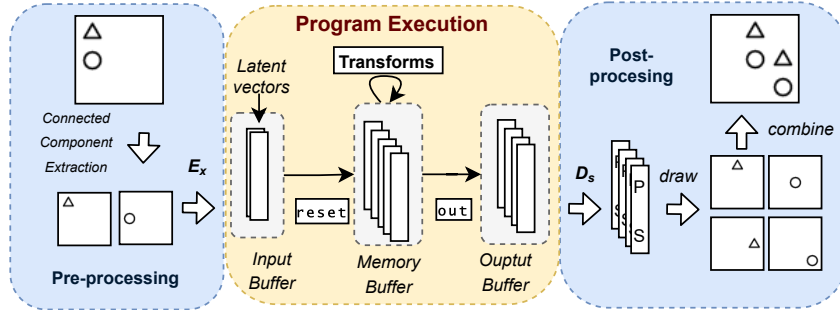 Connected
Component
Extraction
Pre-processing
E_x
Program Execution
Latent
vectors
Transforms
reset
out
Input
Buffer
Memory
Buffer
Ouptut
Buffer
D_s
Post-
procesing
P
S
draw
combine